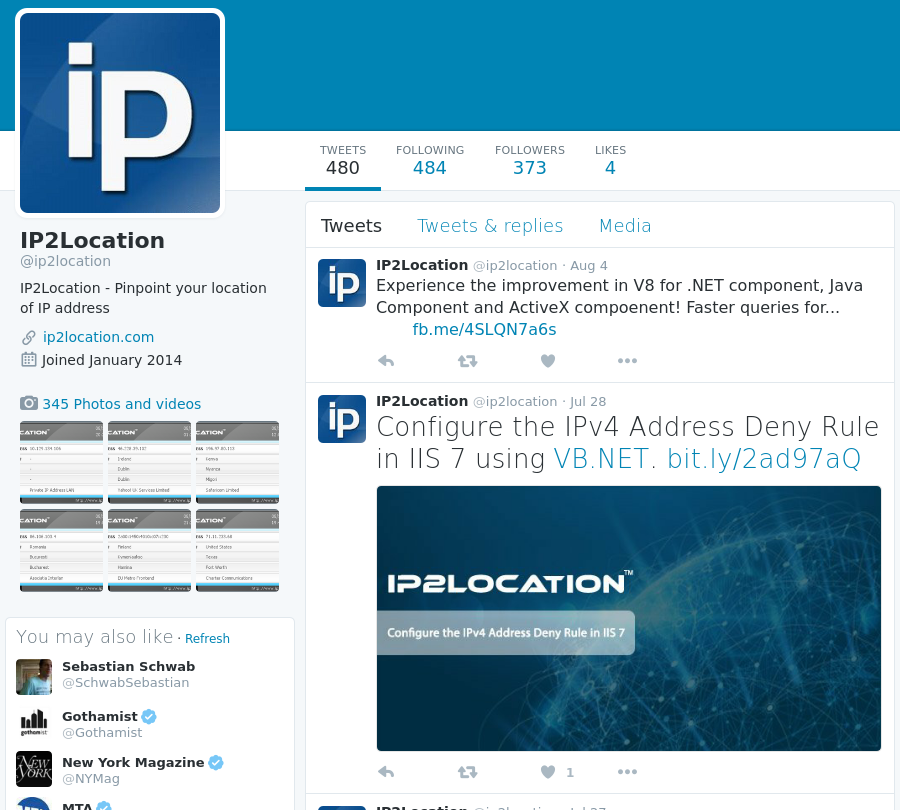 ip
TWEETS
480
FOLLOWING
484
FOLLOWERS
373
LIKES
4
IP2Location
@ip2location
IP2Location - Pinpoint your location
of IP address
ip2location.com
Joined January 2014
345 Photos and videos
You may also like · Refresh
Sebastian Schwab
@SchwabSebastian
Gothamist
@Gothamist
New York Magazine
@NYMag
MTA
Tweets
Tweets & replies
Media
ip
IP2Location @ip2location · Aug 4
Experience the improvement in V8 for .NET component, Java
Component and ActiveX compoenent! Faster queries for...
fb.me/4SLQN7a6s
ip
IP2Location @ip2location · Jul 28
Configure the IPv4 Address Deny Rule
in IIS 7 using VB.NET. bit.ly/2ad97aQ
IP2LOCATION™
Configure the IPv4 Address Deny Rule in IIS 7
1
IP2Location @ip2location · Jul 27